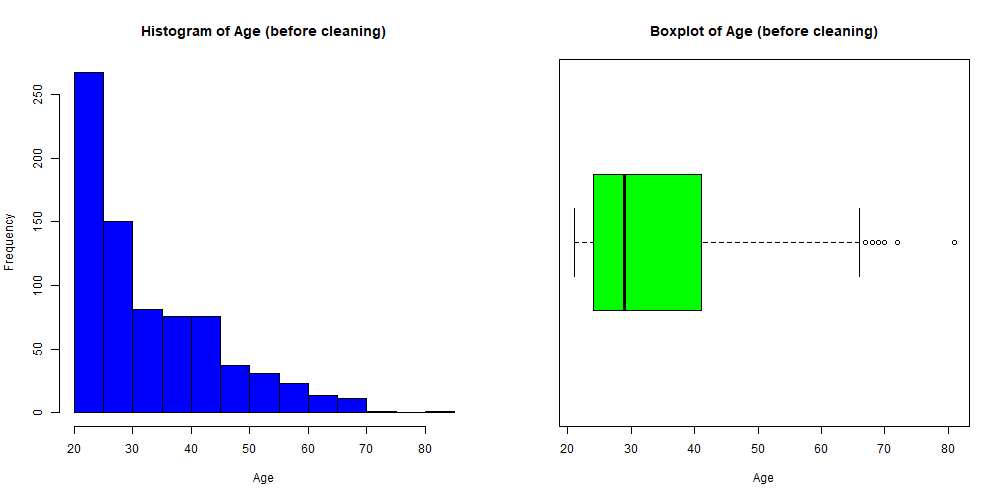 Histogram of Age (before cleaning)
Frequency
250
200
150
100
50
0
20 30 40 50 60 70 80
Age
Boxplot of Age (before cleaning)
20 30 40 50 60 70 80
Age